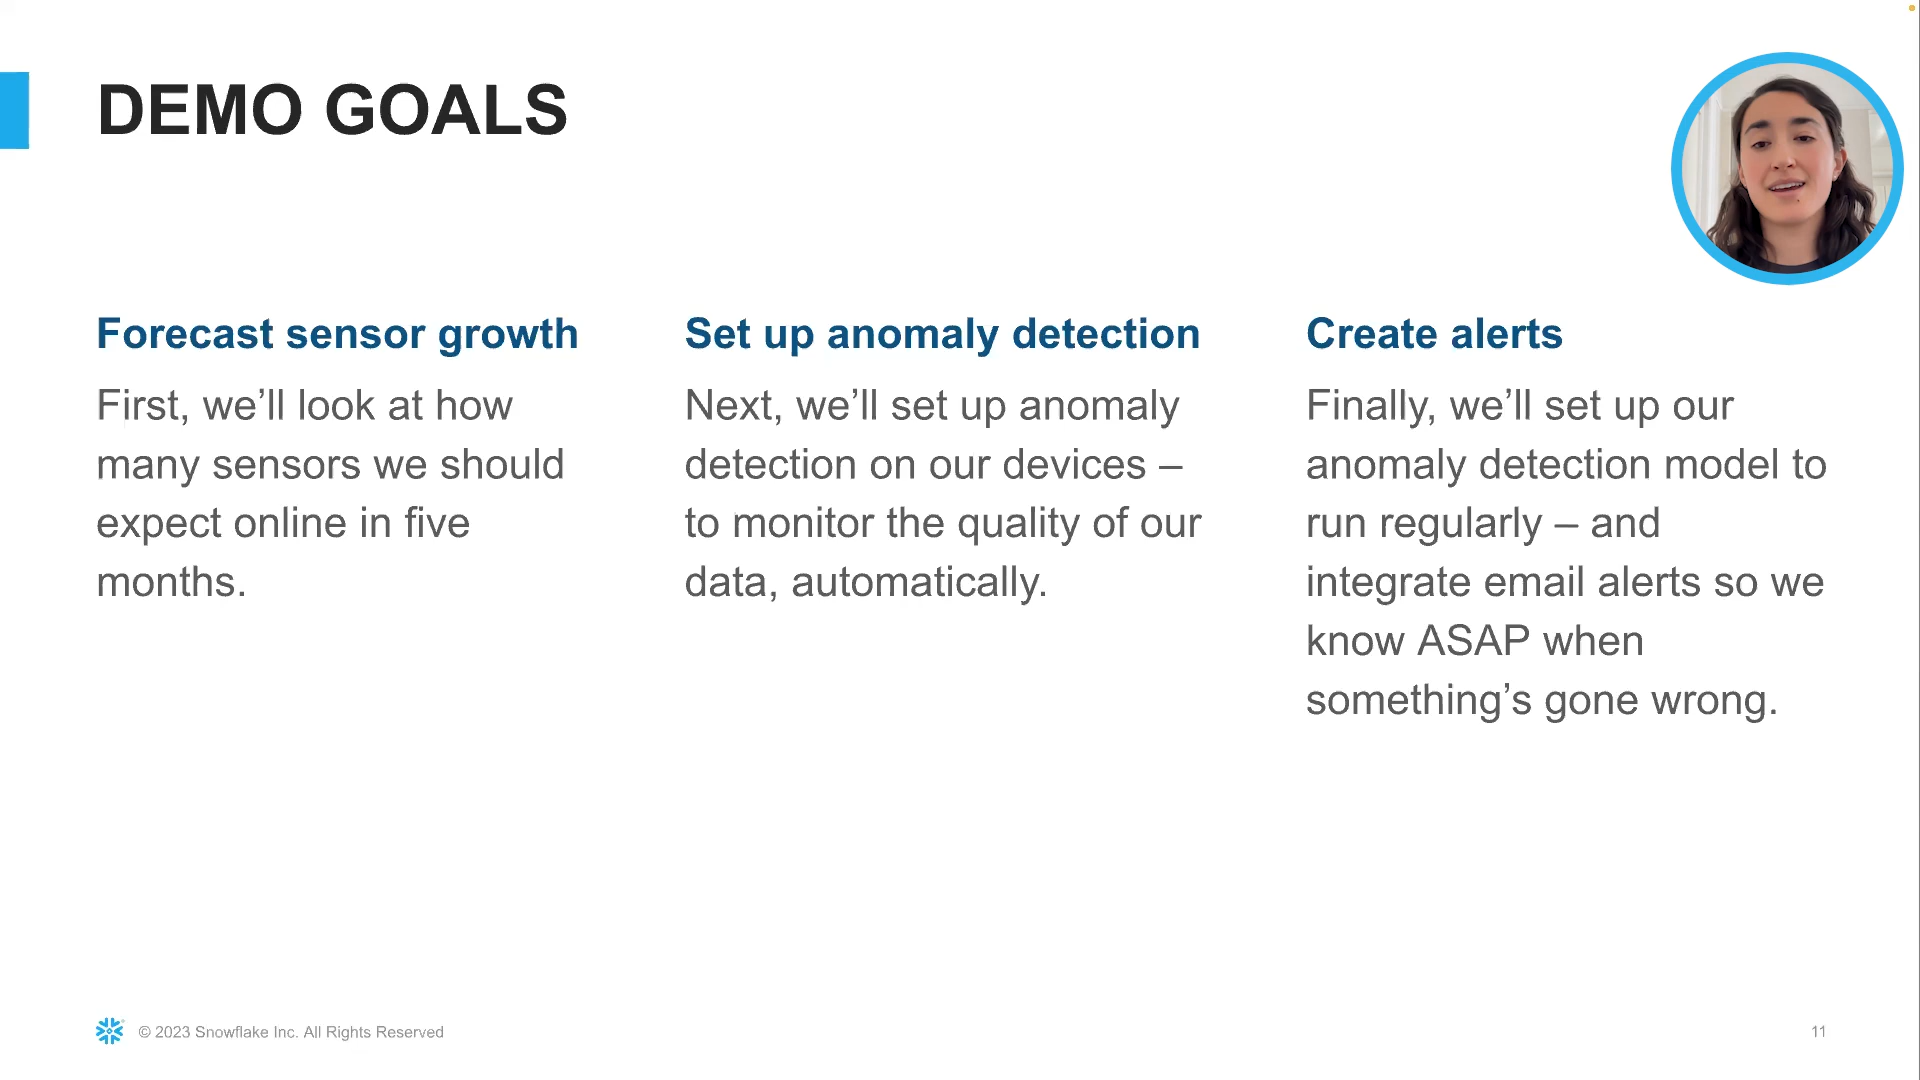 DEMO GOALS
Forecast sensor growth
First, we’ll look at how
many sensors we should
expect online in five
months.
Set up anomaly detection
Next, we’ll set up anomaly
detection on our devices –
to monitor the quality of our
data, automatically.
Create alerts
Finally, we’ll set up our
anomaly detection model to
run regularly – and
integrate email alerts so we
know ASAP when
something’s gone wrong.
© 2023 Snowflake Inc. All Rights Reserved
11